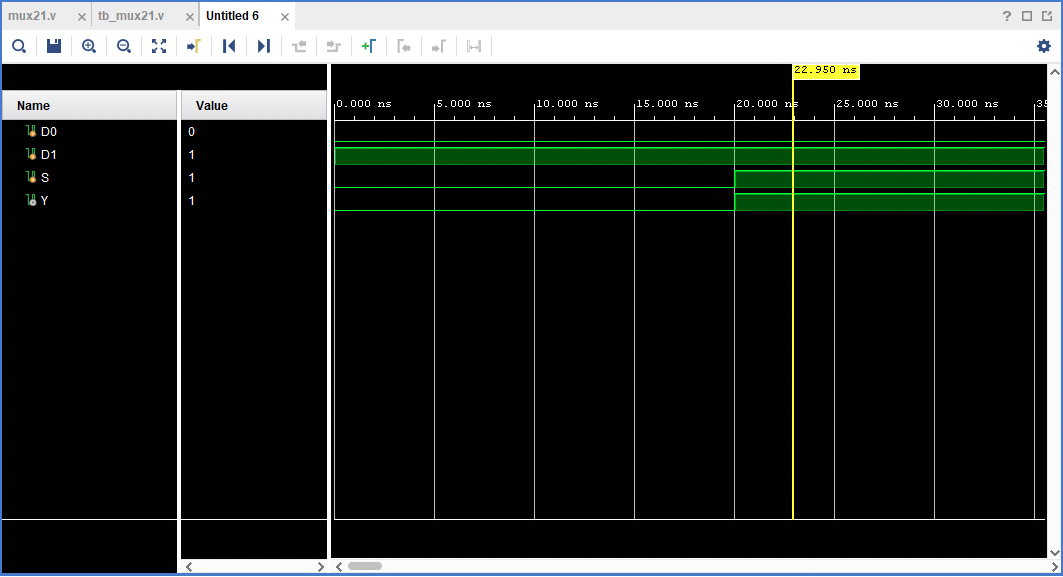 mux21.v tb_mux21.v Untitled 6
22.950 ns
Name Value
0.000 ns 5.000 ns 10.000 ns 15.000 ns 20.000 ns 25.000 ns 30.000 ns 35
D0 0
D1 1
S 1
Y 1